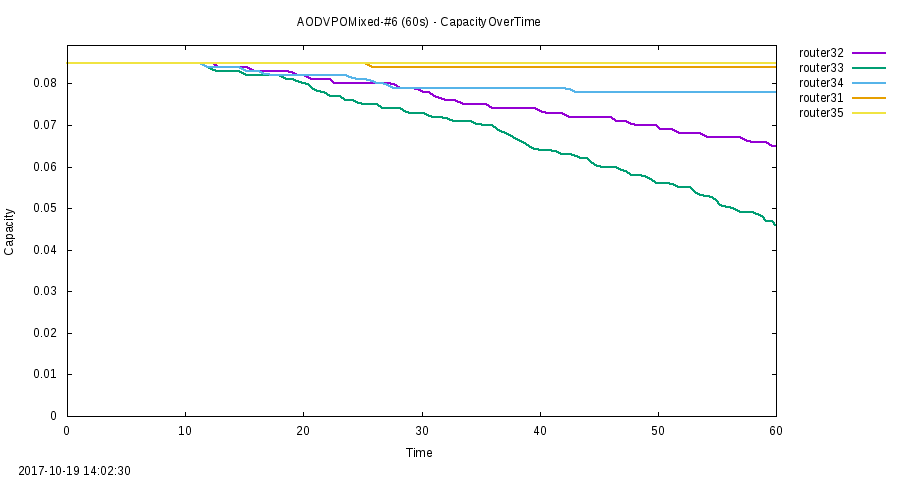 AODVPOMixed-#6 (60s) - CapacityOverTime
router32
router33
router34
router31
router35
0.08
0.07
0.06
0.05
0.04
0.03
0.02
0.01
0
Capacity
0 10 20 30 40 50 60
Time
2017-10-19 14:02:30